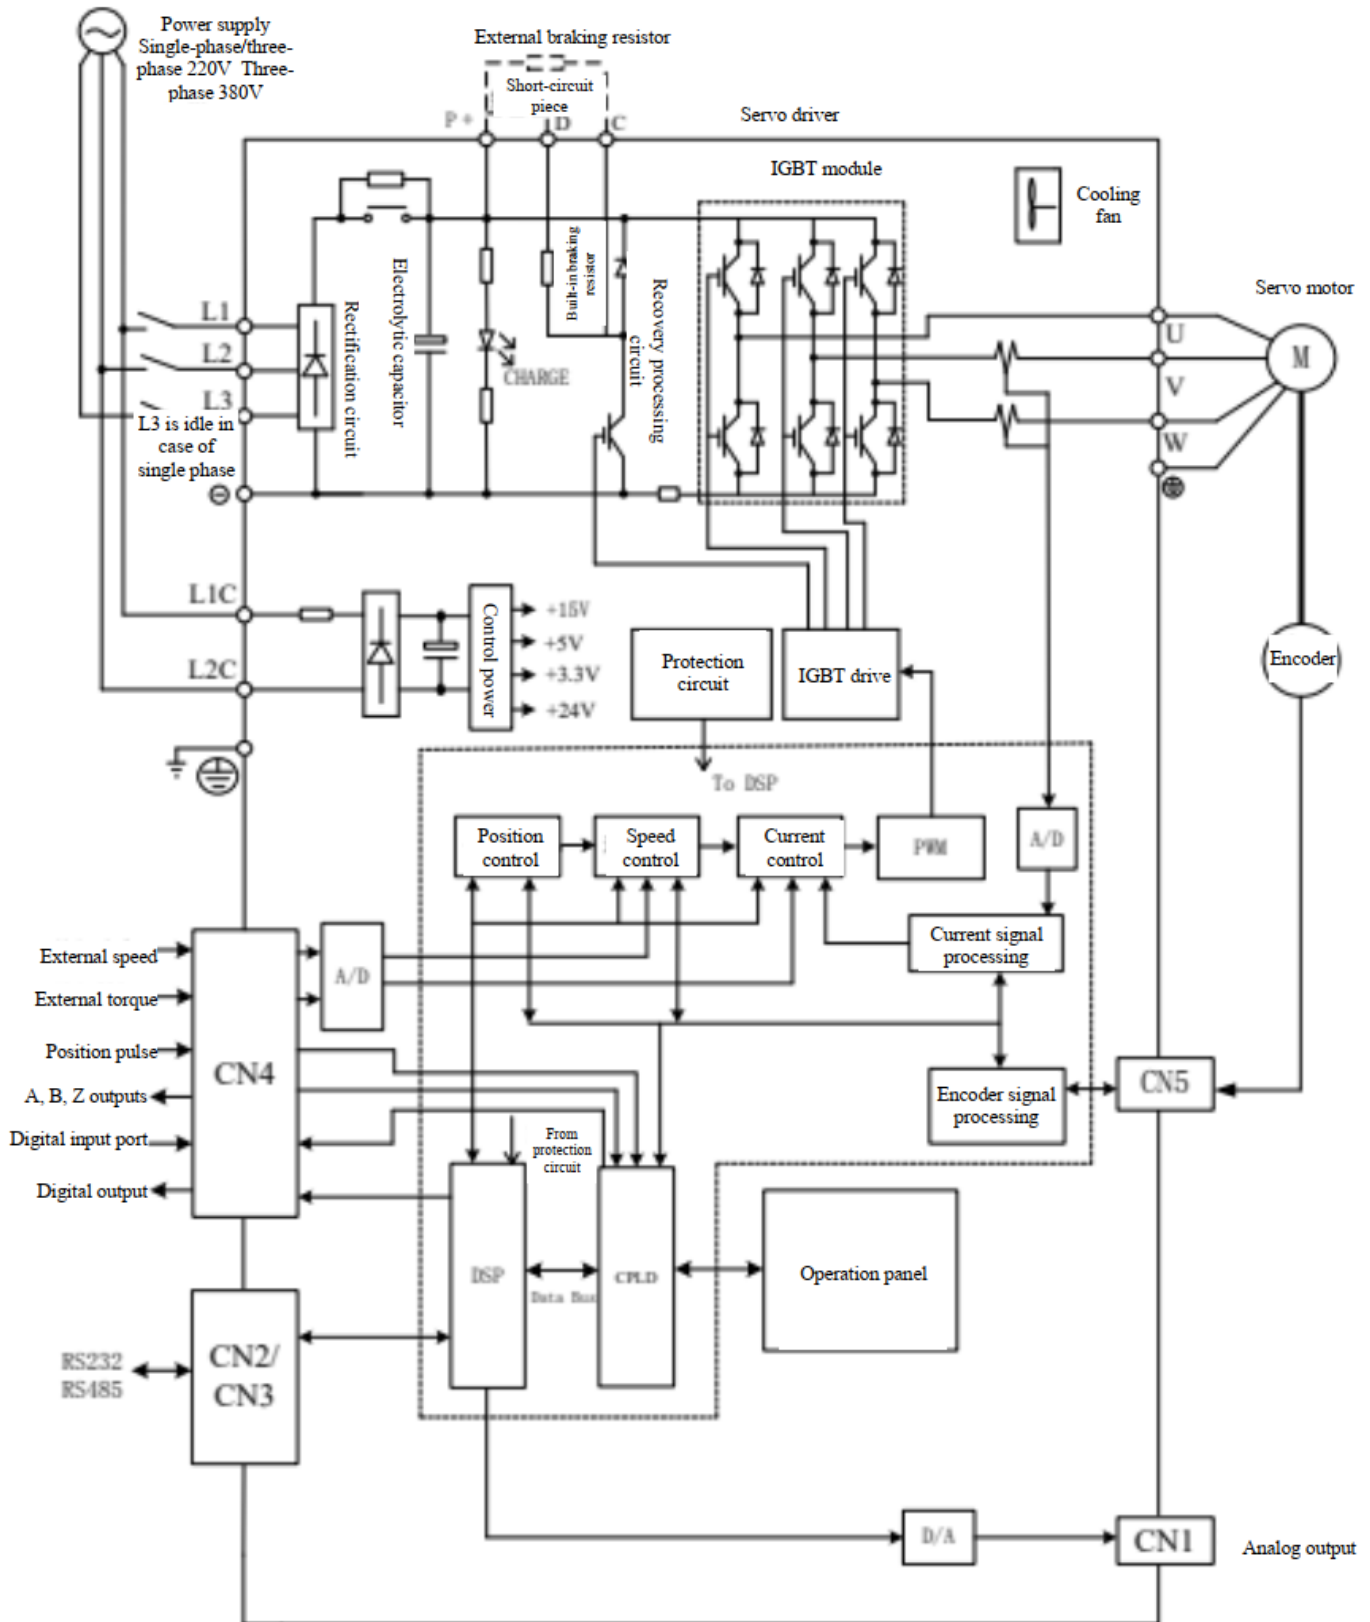 Power supply
Single-phase/three-
phase 220V Three-
phase 380V
External braking resistor
Short-circuit
piece
P+
D
C
Servo driver
IGBT module
Cooling
fan
Built-in braking
resistor
Electrolytic capacitor
Rectification circuit
Recovery processing
circuit
CHARGE
L1
L2
L3
L3 is idle in
case of
single phase
Servo motor
U
V
W
M
L1C
L2C
Control power
+15V
+5V
+3.3V
+24V
Protection
circuit
IGBT drive
Encoder
To DSP
Position
control
Speed
control
Current
control
PWM
A/D
Current signal
processing
External speed
External torque
Position pulse
A, B, Z outputs
Digital input port
Digital output
CN4
A/D
Encoder signal
processing
CN5
From
protection
circuit
DSP
Data Bus
CPLD
Operation panel
RS232
RS485
CN2/
CN3
D/A
CN1
Analog output